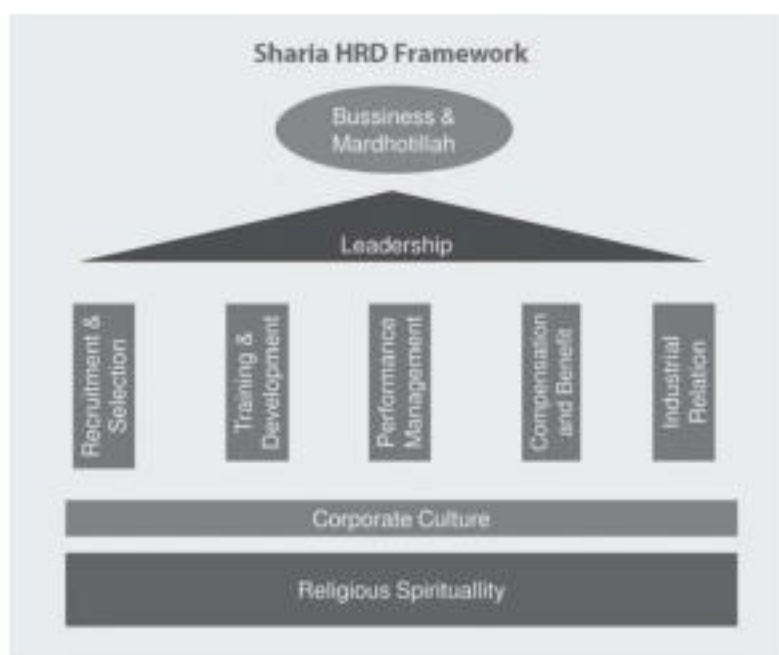 Sharia HRD Framework
Bussiness &
Mardhotillah
Leadership
Recruitment &
Selection
Training &
Development
Performance
Management
Compensation
and Benefit
Industrial
Relation
Corporate Culture
Religious Spirituallity